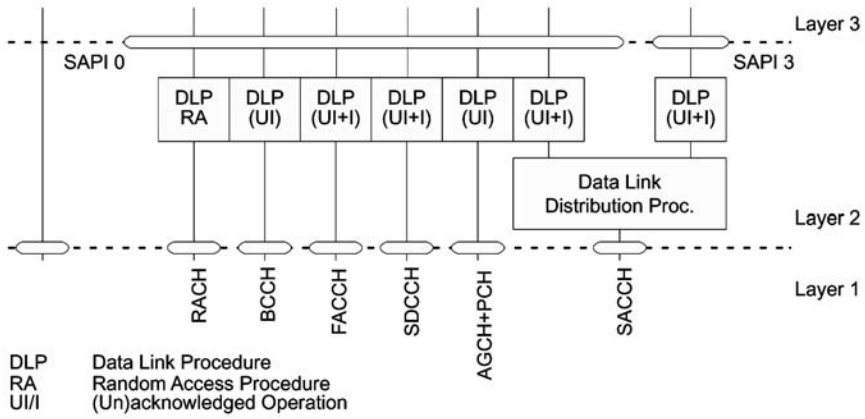 Layer 3
SAPI 0
SAPI 3
DLP RA
DLP (UI)
DLP (UI+I)
DLP (UI+I)
DLP (UI)
DLP (UI+I)
DLP (UI+I)
Data Link
Distribution Proc.
Layer 2
RACH
BCCH
FACCH
SDCCH
AGCH+PCH
SACCH
Layer 1
DLP Data Link Procedure
RA Random Access Procedure
UI/I (Un)acknowledged Operation